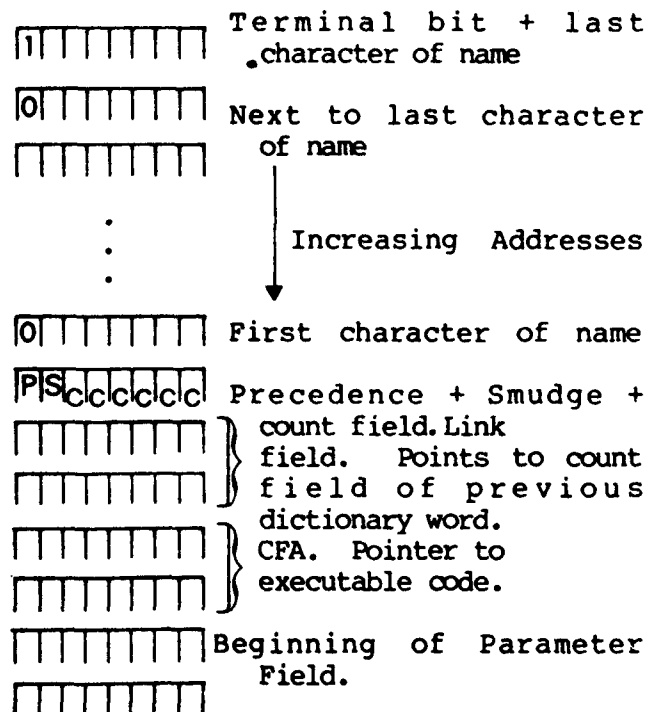 1 Terminal bit + last
character of name
0 Next to last character
of name
Increasing Addresses
0 First character of name
P S C C C C C C Precedence + Smudge +
count field. Link
field. Points to count
field of previous
dictionary word.
CFA. Pointer to
executable code.
Beginning of Parameter
Field.